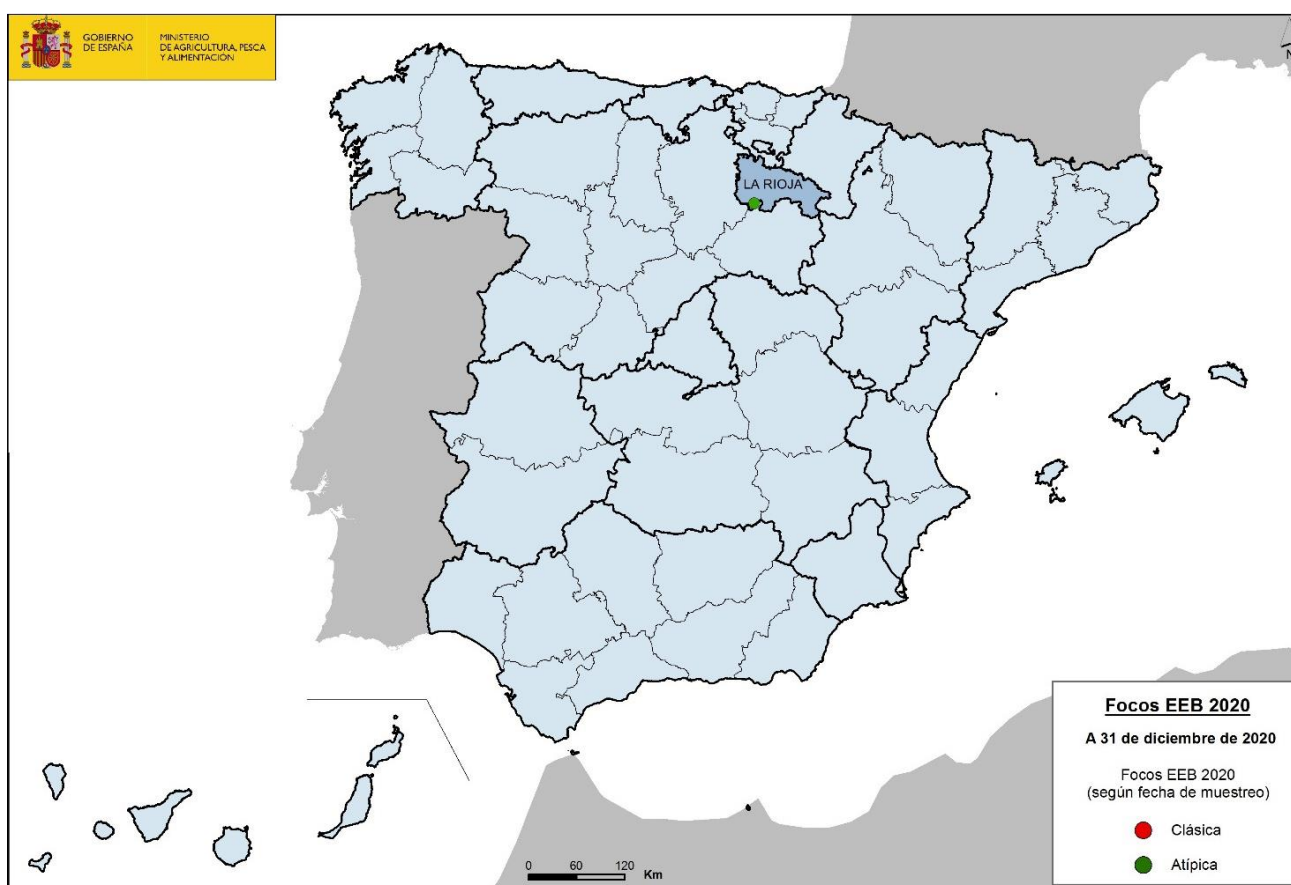 GOBIERNO
DE ESPAÑA
MINISTERIO
DE AGRICULTURA, PESCA
Y ALIMENTACIÓN
N
LA RIOJA
Focos EEB 2020
A 31 de diciembre de 2020
Focos EEB 2020
(según fecha de muestreo)
Clásica
Atípica
0 60 120
Km